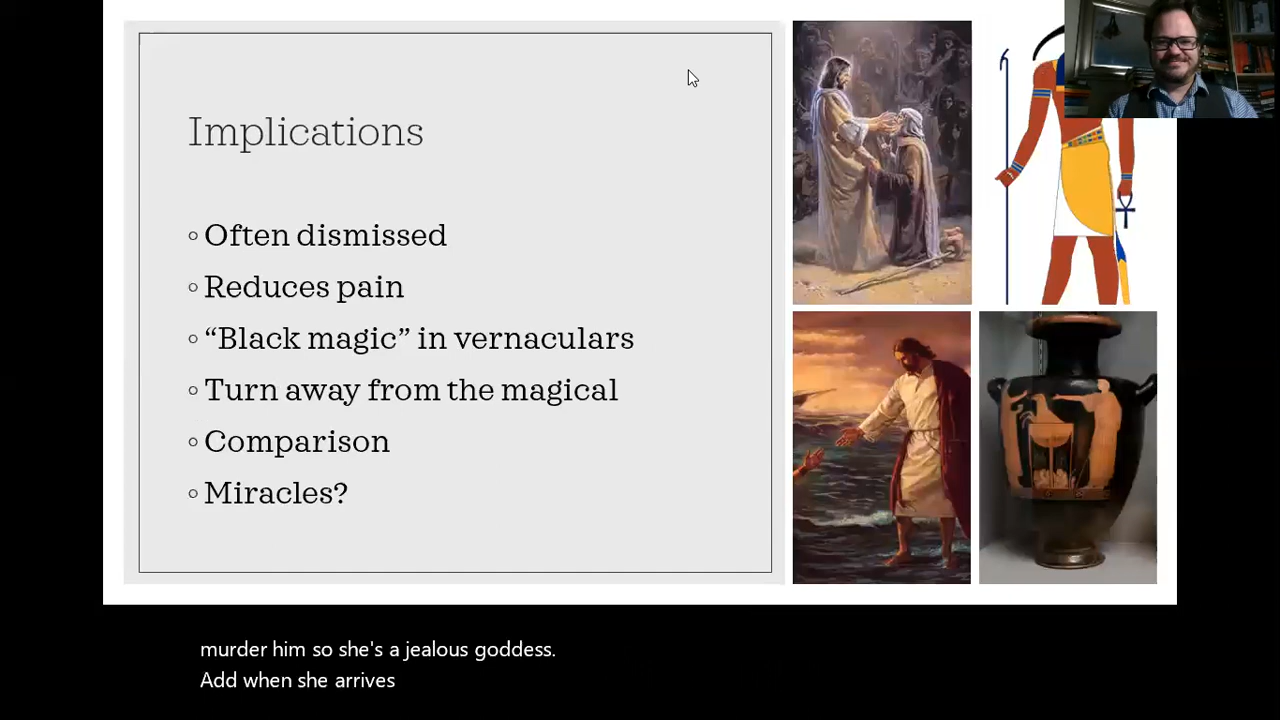 Implications
◦ Often dismissed
◦ Reduces pain
◦ “Black magic” in vernaculars
◦ Turn away from the magical
◦ Comparison
◦ Miracles?
murder him so she's a jealous goddess.
Add when she arrives